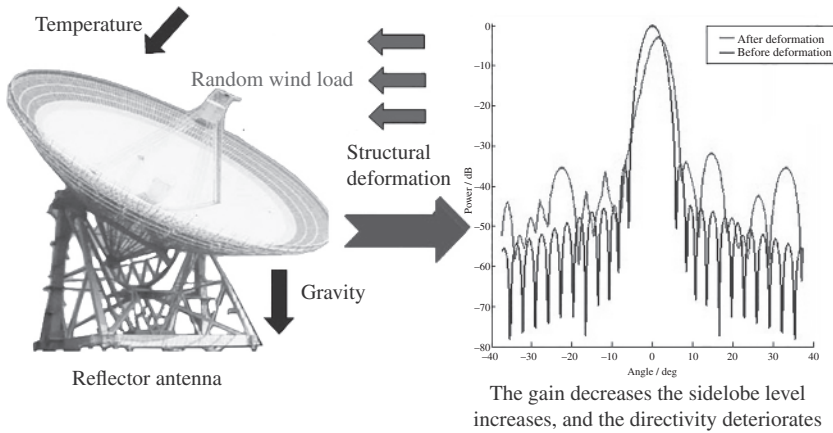 Temperature
Random wind load
Structural
deformation
Gravity
Reflector antenna
0
−10
−20
−30
−40
−50
−60
−70
−80
Power / dB
After deformation
Before deformation
−40
−30
−20
−10
0
10
20
30
40
Angle / deg
The gain decreases the sidelobe level
increases, and the directivity deteriorates